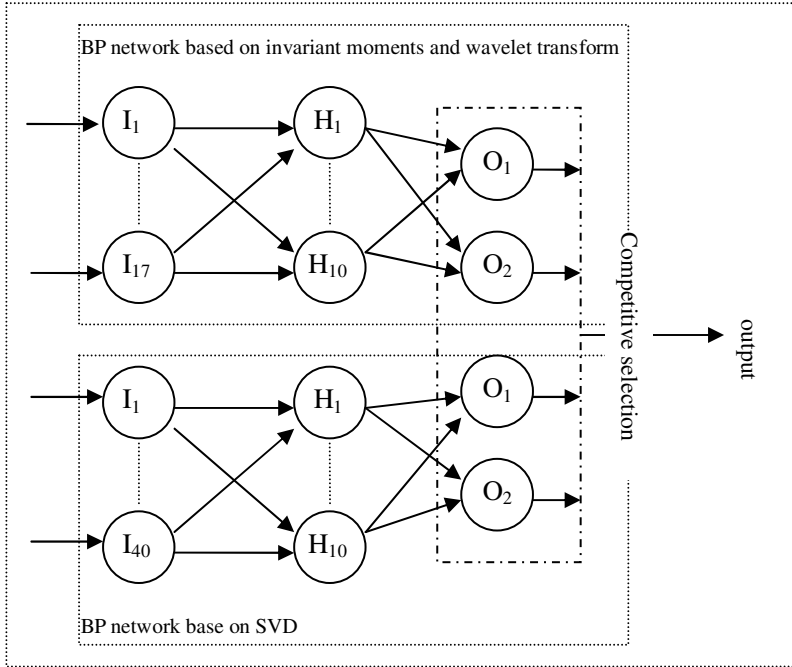 BP network based on invariant moments and wavelet transform
I1
H1
O1
I17
H10
O2
Competitive selection
output
I1
H1
O1
O2
I40
H10
BP network base on SVD